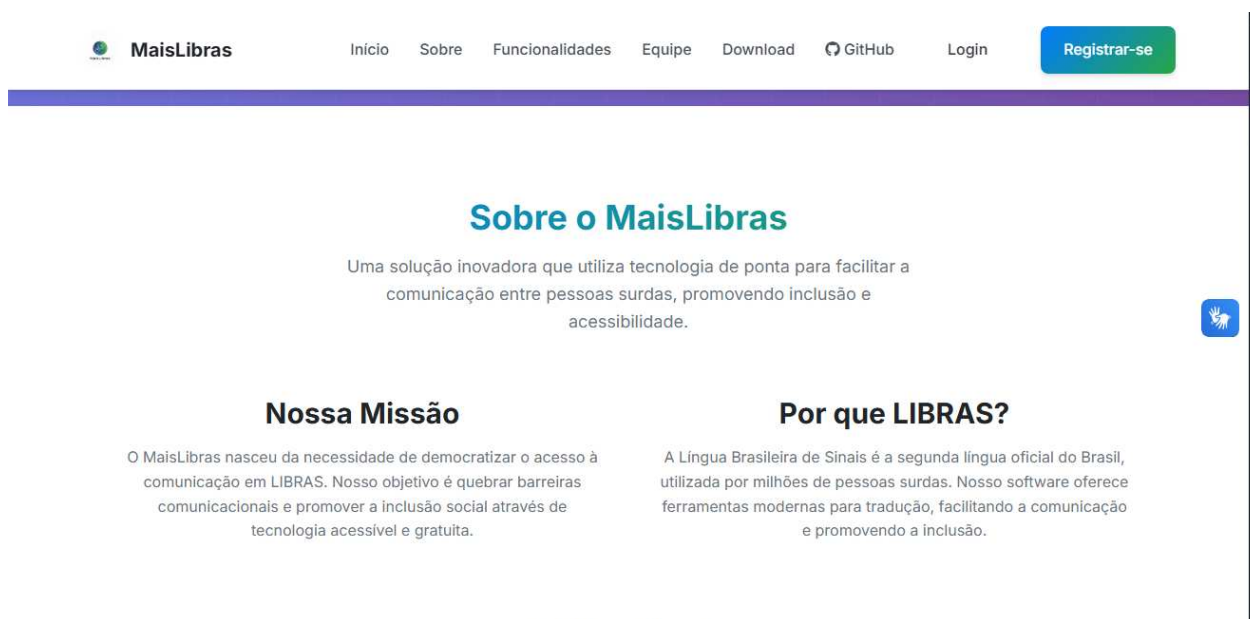 MaisLibras
Início Sobre Funcionalidades Equipe Download GitHub Login Registrar-se
Sobre o MaisLibras
Uma solução inovadora que utiliza tecnologia de ponta para facilitar a
comunicação entre pessoas surdas, promovendo inclusão e
acessibilidade.
Nossa Missão
O MaisLibras nasceu da necessidade de democratizar o acesso à
comunicação em LIBRAS. Nosso objetivo é quebrar barreiras
comunicacionais e promover a inclusão social através de
tecnologia acessível e gratuita.
Por que LIBRAS?
A Língua Brasileira de Sinais é a segunda língua oficial do Brasil,
utilizada por milhões de pessoas surdas. Nosso software oferece
ferramentas modernas para tradução, facilitando a comunicação
e promovendo a inclusão.